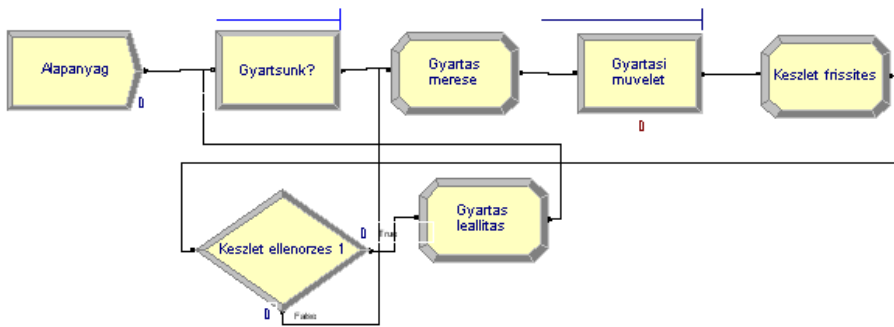 Alapanyag
Gyartsunk?
Gyartas
merese
Gyartasi
muvelet
Keszlet frissites
0
0
Keszlet ellenorzes 1
0
True
Gyartas
leallitas
0
False